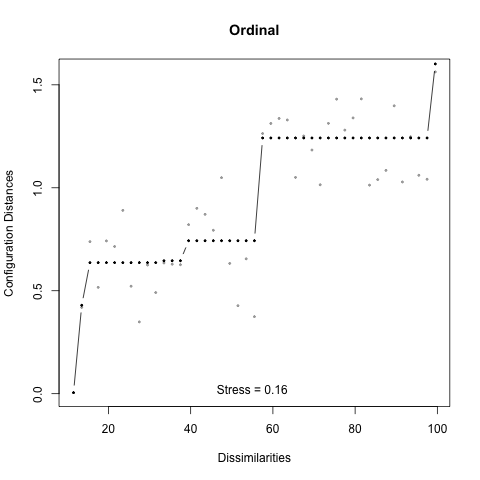 Ordinal
Configuration Distances
1.5
1.0
0.5
0.0
Stress = 0.16
20 40 60 80 100
Dissimilarities